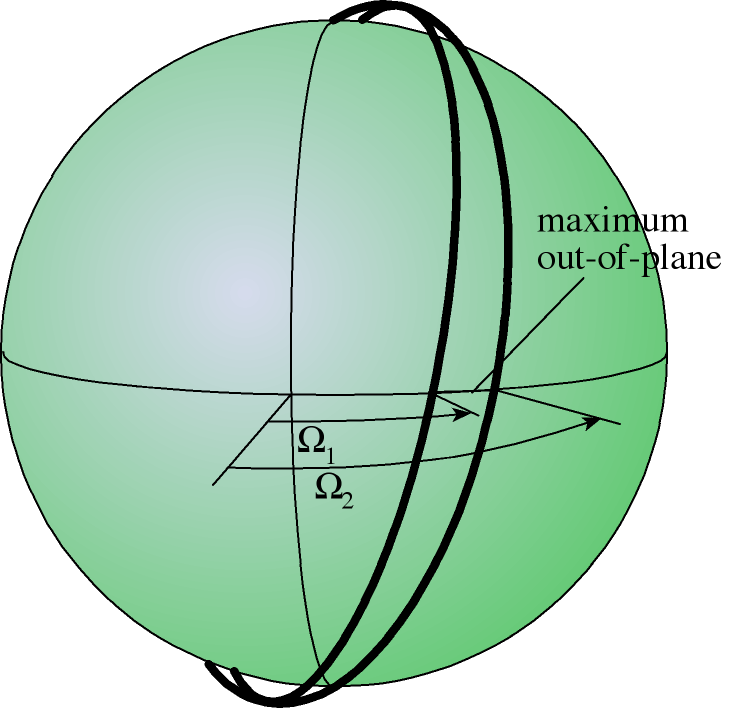 maximum
out-of-plane
Ω₁
Ω₂